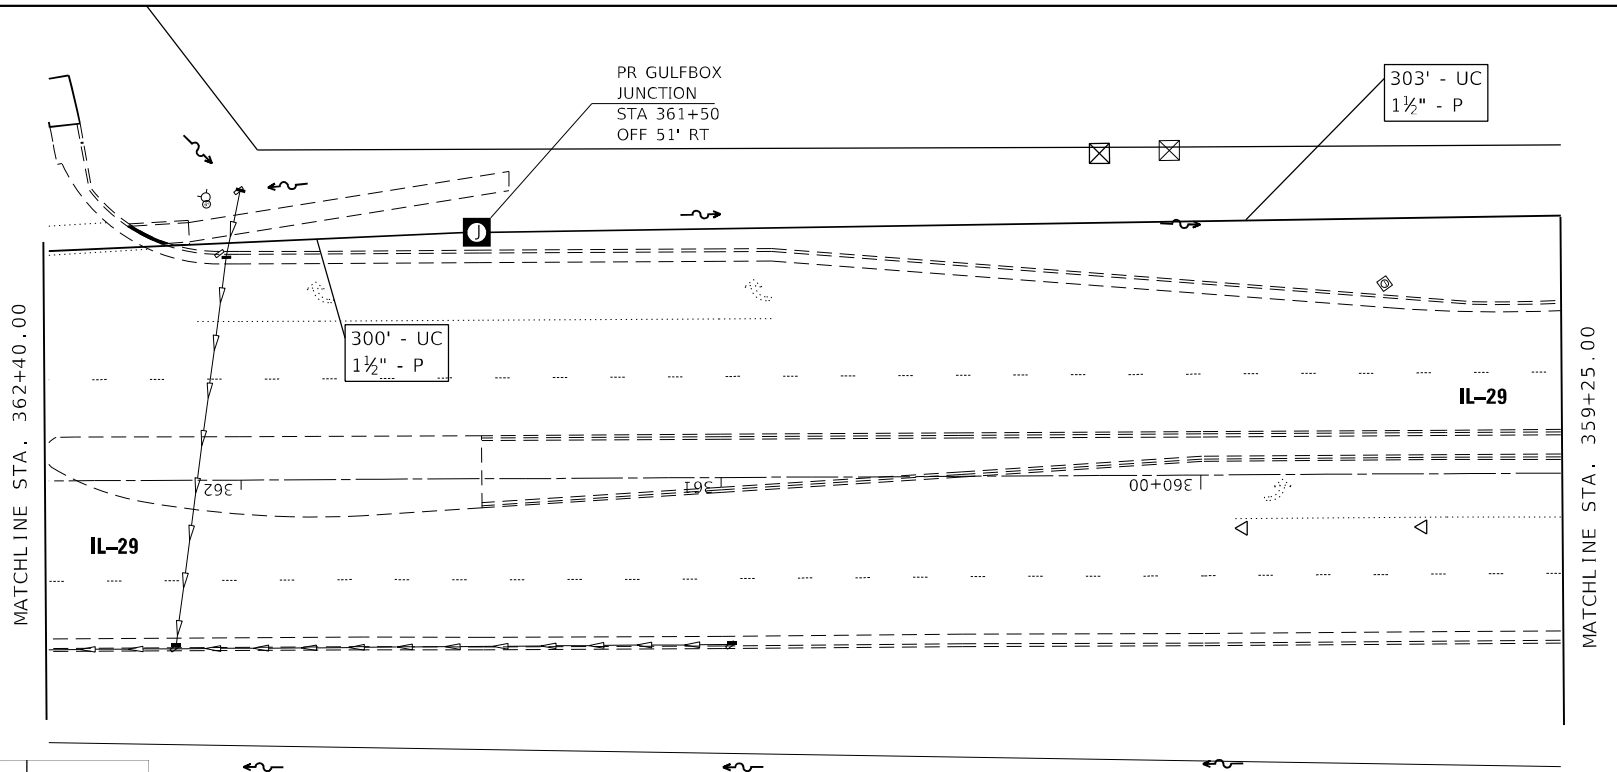 PR GULFBOX
JUNCTION
STA 361+50
OFF 51' RT
303' - UC
1½" - P
J
300' - UC
1½" - P
MATCHLINE STA. 362+40.00
IL-29
MATCHLINE STA. 359+25.00
362
361
360+00
IL-29